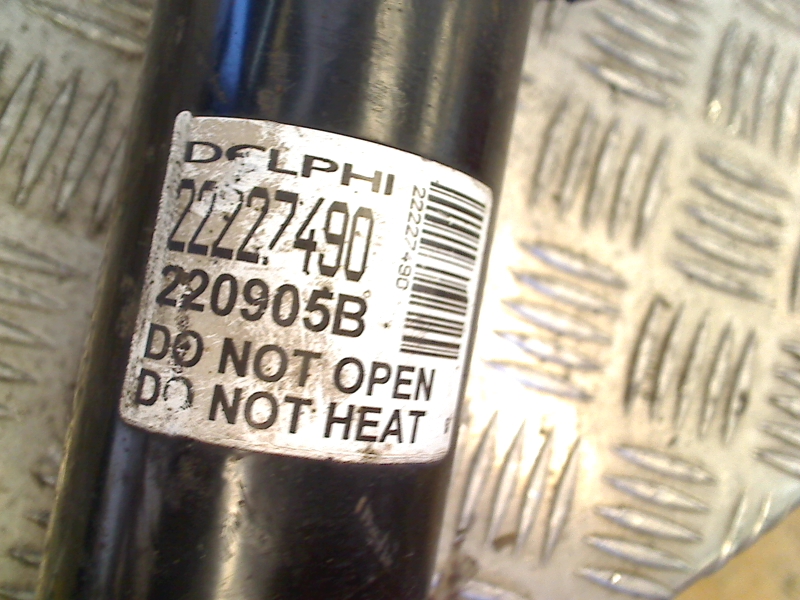 DELPHI
22227490
22227490
220905B
DO NOT OPEN
DO NOT HEAT